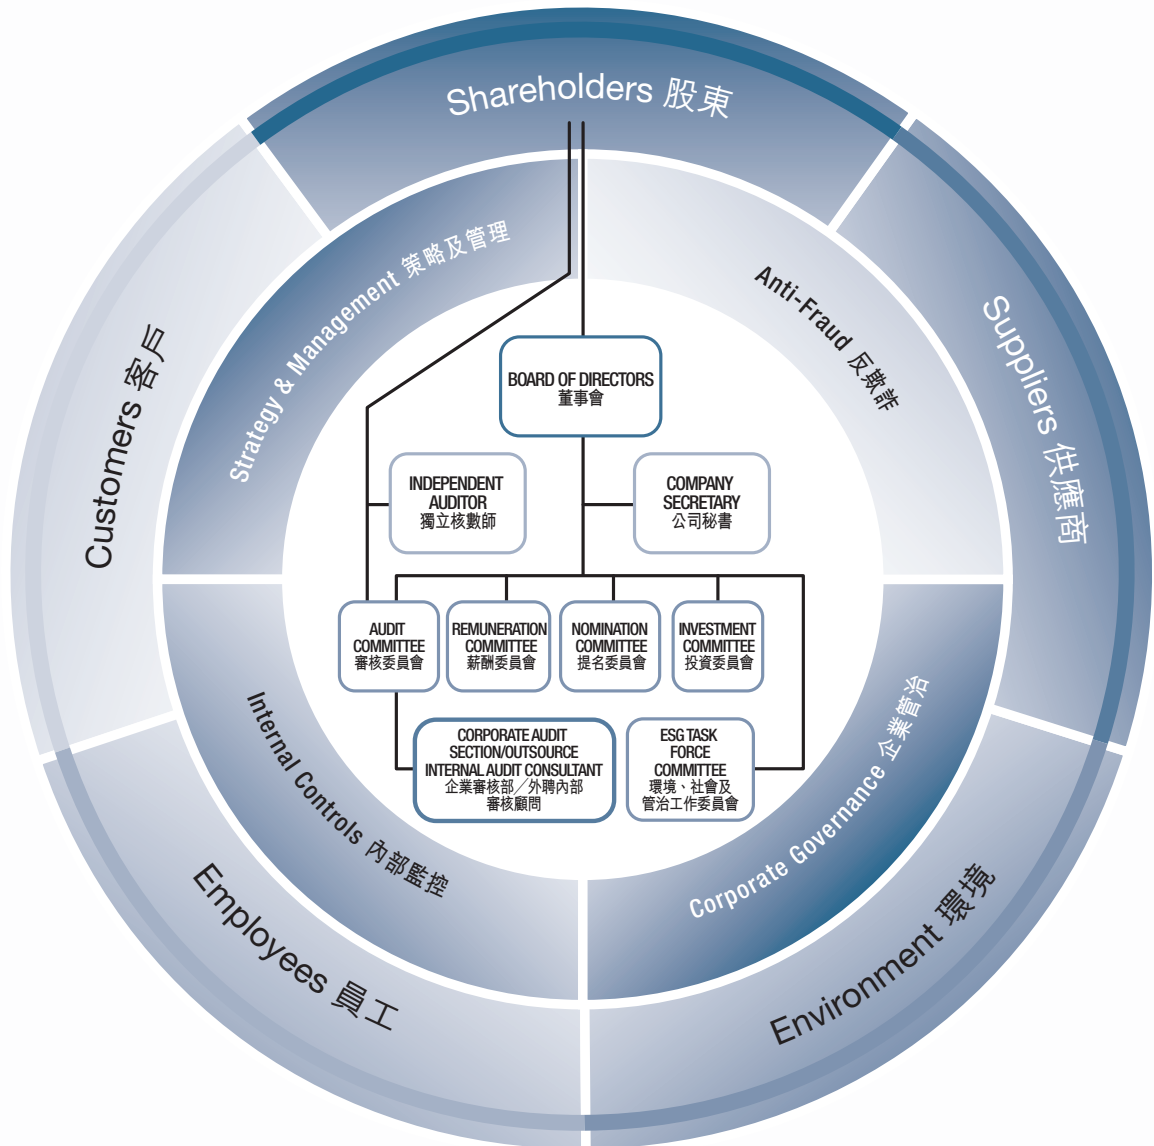 Shareholders 股東
Suppliers 供應商
Environment 環境
Employees 員工
Customers 客戶
Strategy & Management 策略及管理
Anti-Fraud 反欺詐
Corporate Governance 企業管治
Internal Controls 內部監控
BOARD OF DIRECTORS
董事會
INDEPENDENT
AUDITOR
獨立核數師
COMPANY
SECRETARY
公司秘書
AUDIT
COMMITTEE
審核委員會
REMUNERATION
COMMITTEE
薪酬委員會
NOMINATION
COMMITTEE
提名委員會
INVESTMENT
COMMITTEE
投資委員會
CORPORATE AUDIT
SECTION/OUTSOURCE
INTERNAL AUDIT CONSULTANT
企業審核部／外聘內部
審核顧問
ESG TASK
FORCE
COMMITTEE
環境、社會及
管治工作委員會